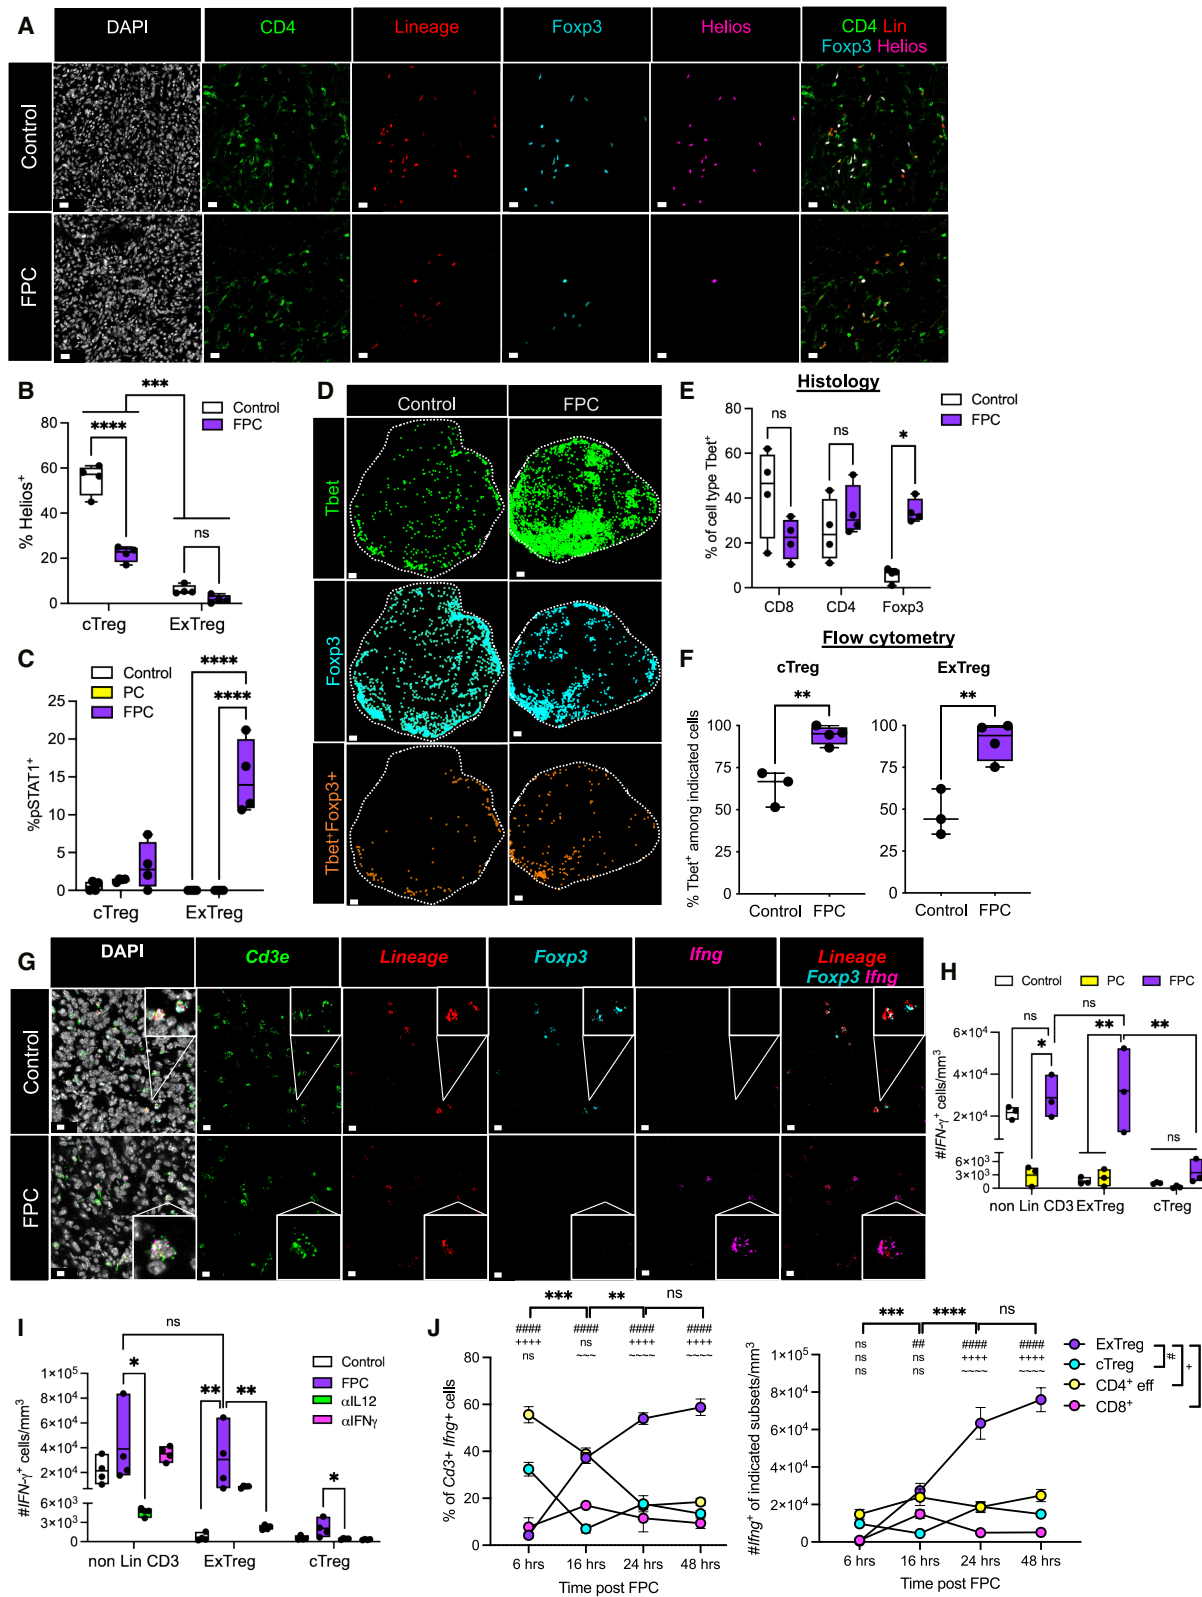 A
DAPI
CD4
Lineage
Foxp3
Helios
CD4 Lin
Foxp3 Helios
Control
FPC
B
% Helios+
80
60
40
20
0
***
****
ns
Control
FPC
cTreg
ExTreg
C
%pSTAT1+
25
20
15
10
5
0
Control
PC
FPC
****
****
cTreg
ExTreg
D
Control
FPC
Tbet
Foxp3
Tbet+Foxp3+
E
Histology
% of cell type Tbet+
80
60
40
20
0
ns
ns
*
Control
FPC
CD8
CD4
Foxp3
Flow cytometry
F
cTreg
ExTreg
% Tbet+ among indicated cells
100
75
50
25
0
**
Control FPC
100
75
50
25
0
**
Control FPC
G
DAPI
Cd3e
Lineage
Foxp3
Ifng
Lineage
Foxp3 Ifng
Control
FPC
H
Control
PC
FPC
#IFN-γ+ cells/mm3
6×104
4×104
2×104
6×103
3×103
0
ns
*
ns
**
**
ns
non Lin CD3
ExTreg
cTreg
I
#IFN-γ+ cells/mm3
1×105
8×104
6×104
4×104
2×104
6×103
3×103
0
ns
*
**
**
*
Control
FPC
αIL12
αIFNγ
non Lin CD3
ExTreg
cTreg
J
*** ** ns
#### #### #### ####
++++ ns ++++ ++++
ns ~~~~ ~~~~ ~~~~
% of Cd3+ Ifng+ cells
80
60
40
20
0
6 hrs 16 hrs 24 hrs 48 hrs
Time post FPC
*** **** ns
ns ## #### ####
ns ns ++++ ++++
ns ns ~~~~ ~~~~
#Ifng+ of indicated subsets/mm3
1×105
8×104
6×104
4×104
2×104
0
6 hrs 16 hrs 24 hrs 48 hrs
Time post FPC
ExTreg
cTreg
CD4+ eff
CD8+
#
+